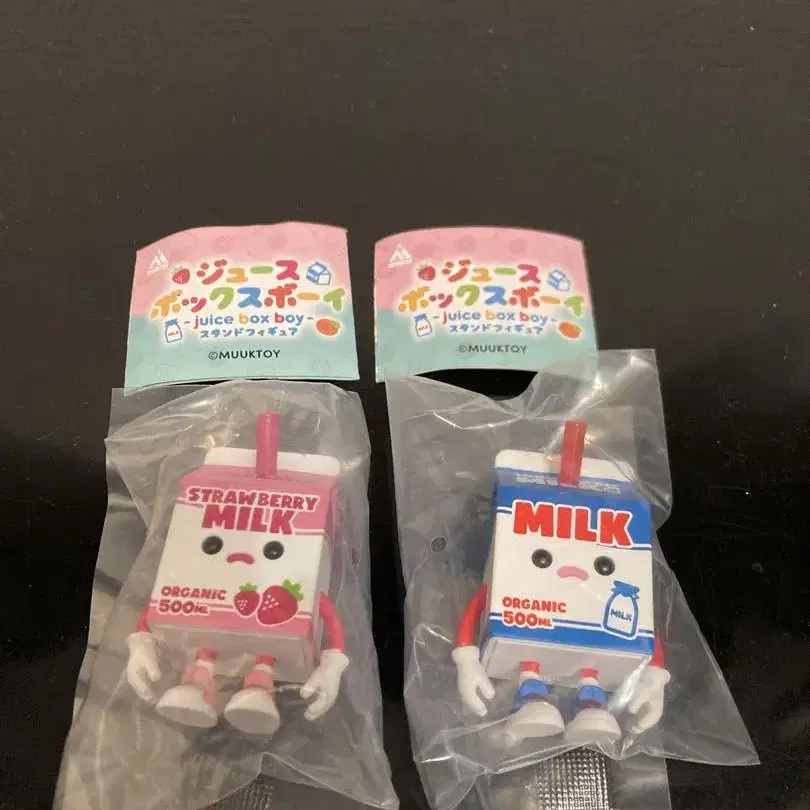 ジュース
ボックスボーイ
-juice box boy-
スタンドフィギュア
©MUUKTOY
ジュース
ボックスボーイ
-juice box boy-
スタンドフィギュア
©MUUKTOY
STRAWBERRY
MILK
ORGANIC
500ML
MILK
ORGANIC
500ML
MILK